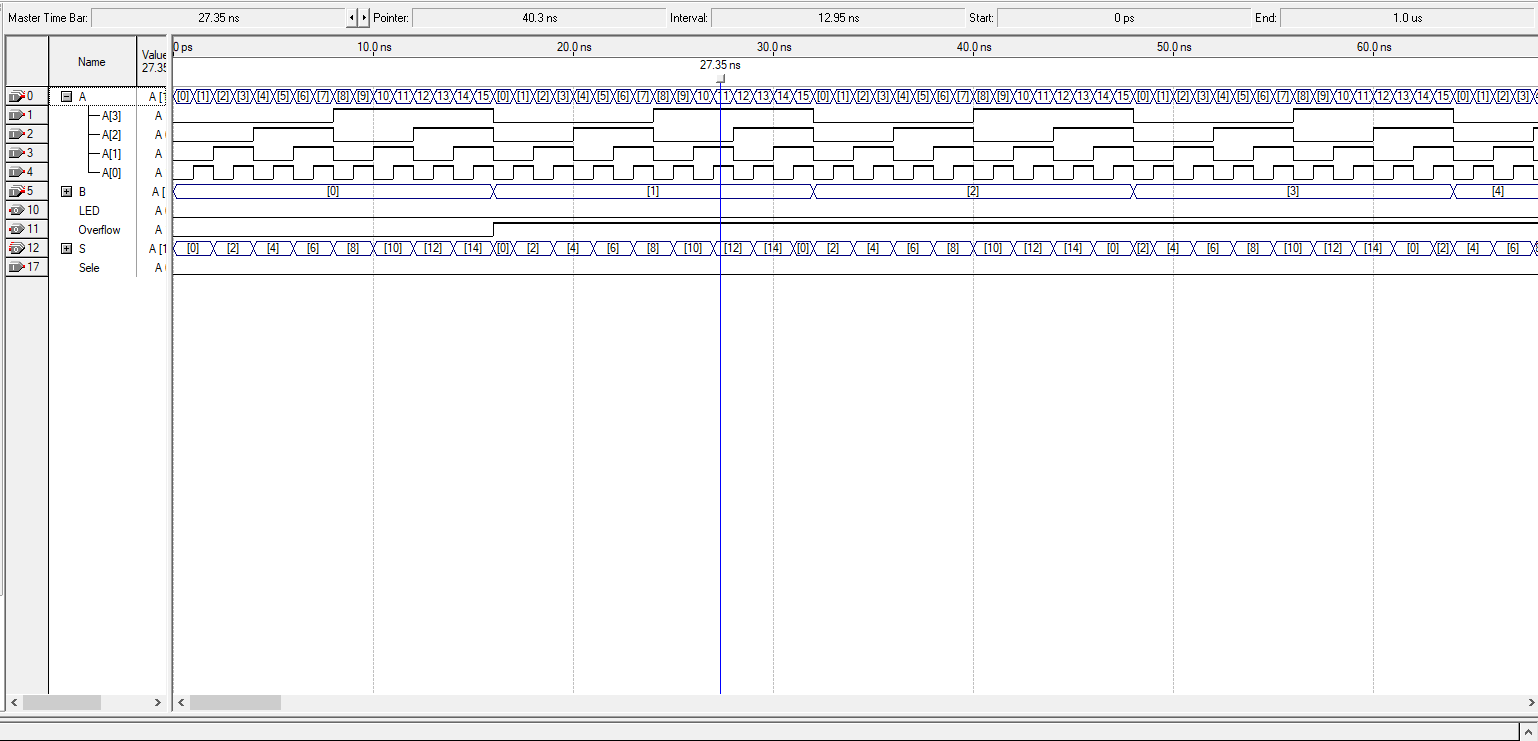 Master Time Bar: 27.35 ns Pointer: 40.3 ns Interval: 12.95 ns Start: 0 ps End: 1.0 us
Name Value 27.35
0 ps 10.0 ns 20.0 ns 30.0 ns 40.0 ns 50.0 ns 60.0 ns
27.35 ns
0 A A [1 [0] [1] [2] [3] [4] [5] [6] [7] [8] [9] 10 11 12 13 14 15 [0] [1] [2] [3] [4] [5] [6] [7] [8] [9] 10 11 12 13 14 15 [0] [1] [2] [3] [4] [5] [6] [7] [8] [9] 10 11 12 13 14 15 [0] [1] [2] [3] [4] [5] [6] [7] [8] [9] 10 11 12 13 14 15 [0] [1] [2] [3]
1 A[3] A
2 A[2] A
3 A[1] A
4 A[0] A
5 B A [ [0] [1] [2] [3] [4]
10 LED A
11 Overflow A
12 S A [1 [0] [2] [4] [6] [8] [10] [12] [14] [0] [2] [4] [6] [8] [10] [12] [14] [0] [2] [4] [6] [8] [10] [12] [14] [0] [2] [4] [6] [8] [10] [12] [14] [0] [2] [4] [6]
17 Sele A